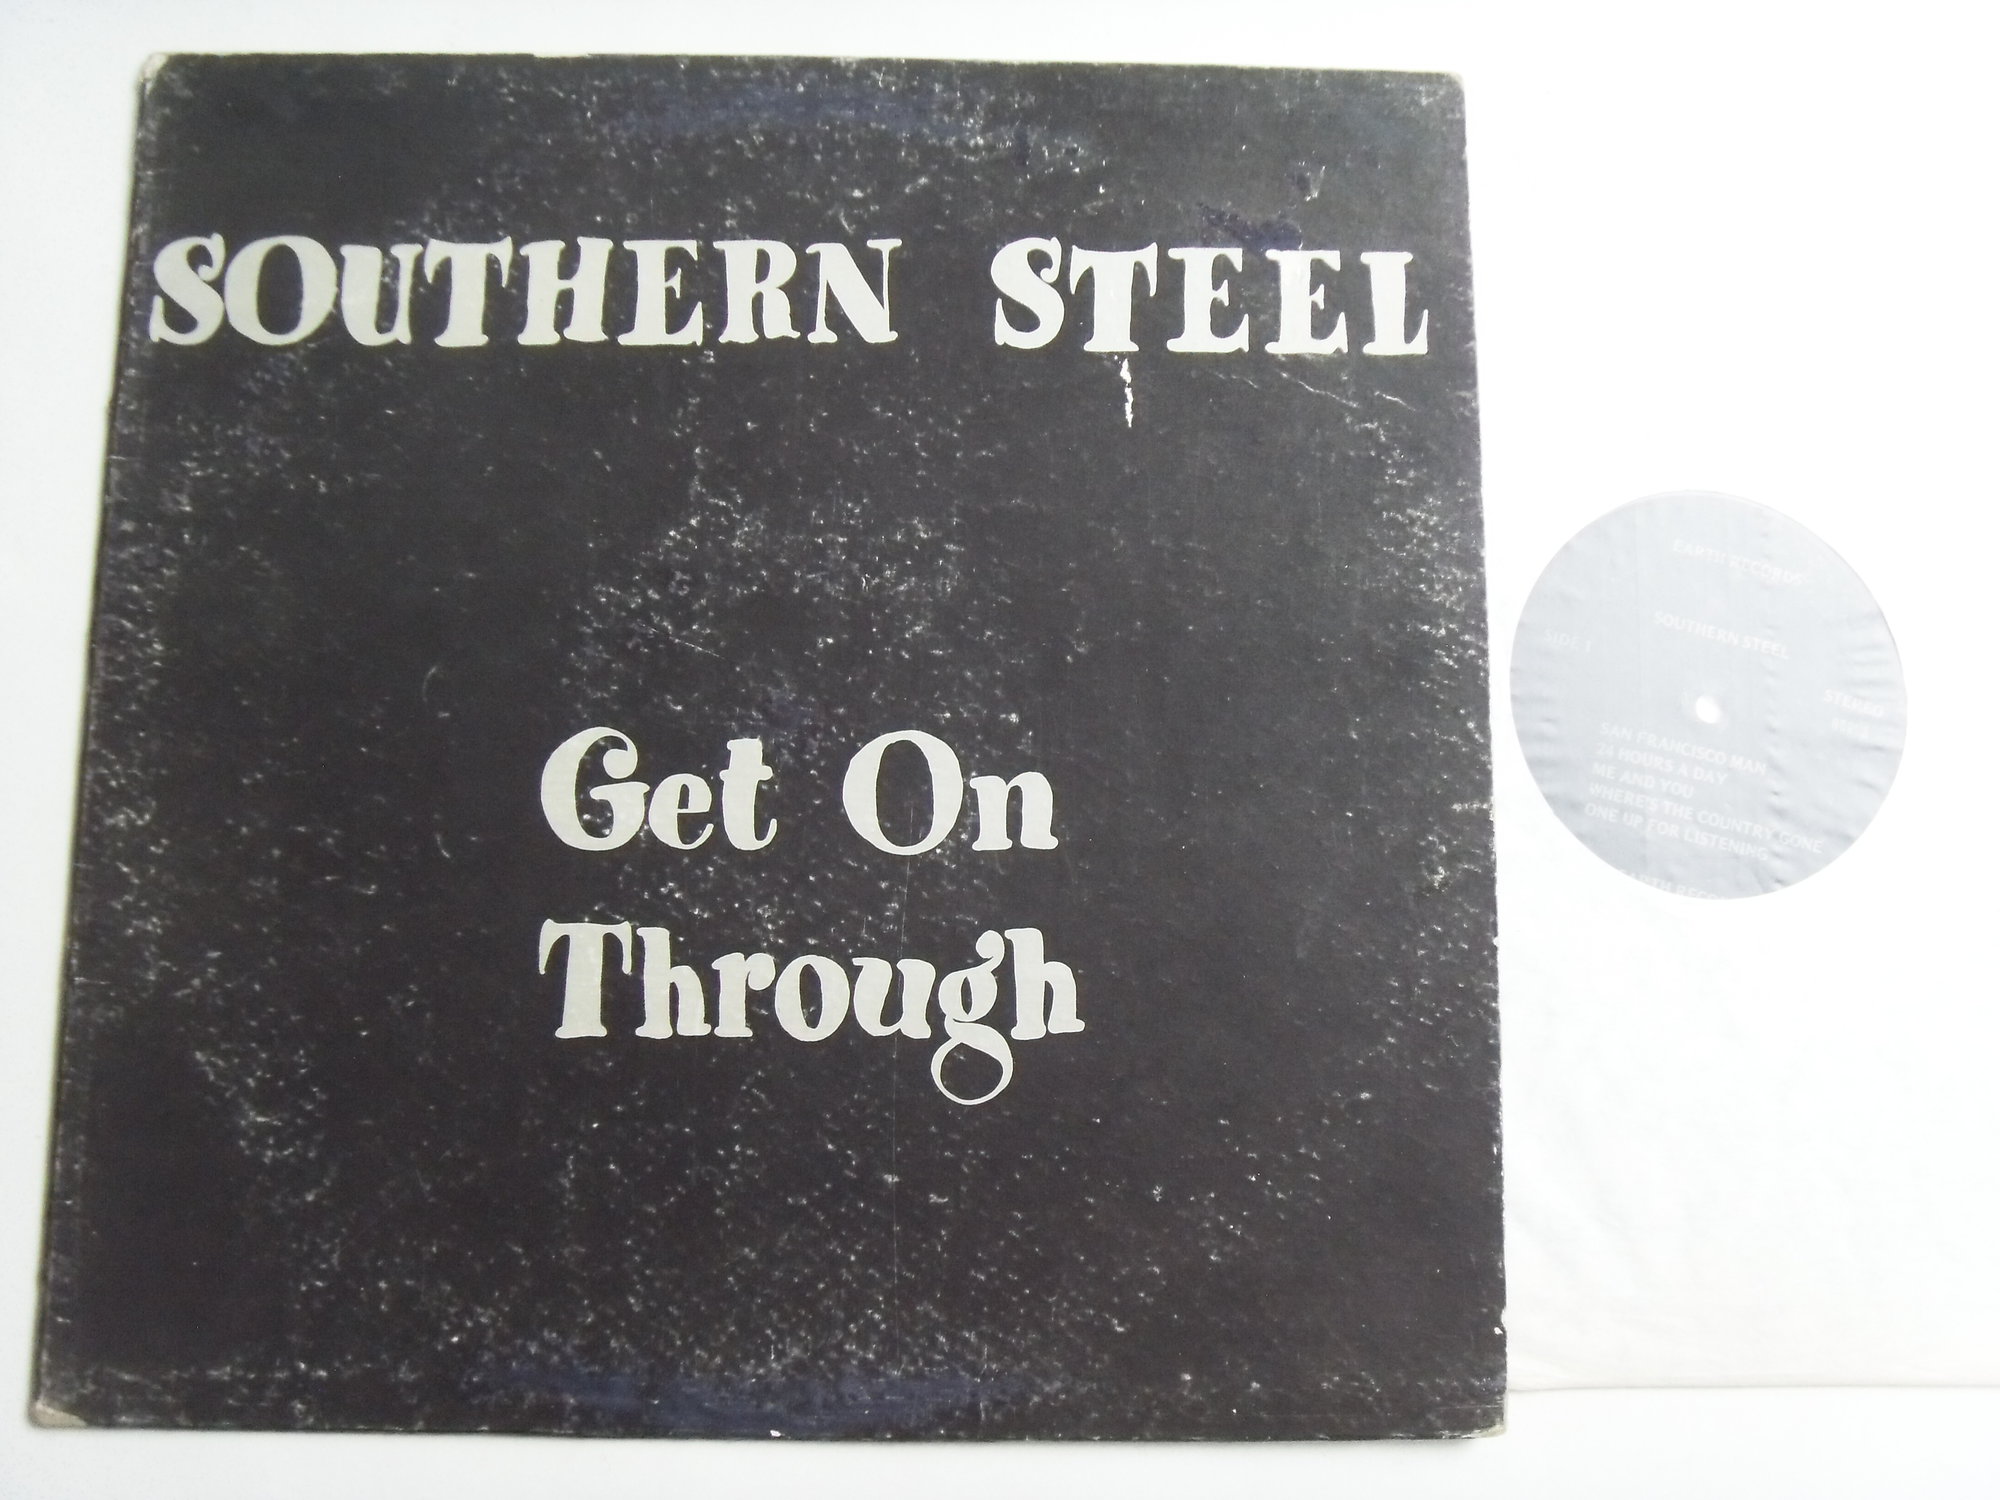 SOUTHERN STEEL
Get On
Through
EARTH RECORDS
SOUTHERN STEEL
SIDE 1
STEREO
SAN FRANCISCO MAN
24 HOURS A DAY
ME AND YOU
WHERE'S THE COUNTRY GONE
ONE UP FOR LISTENING